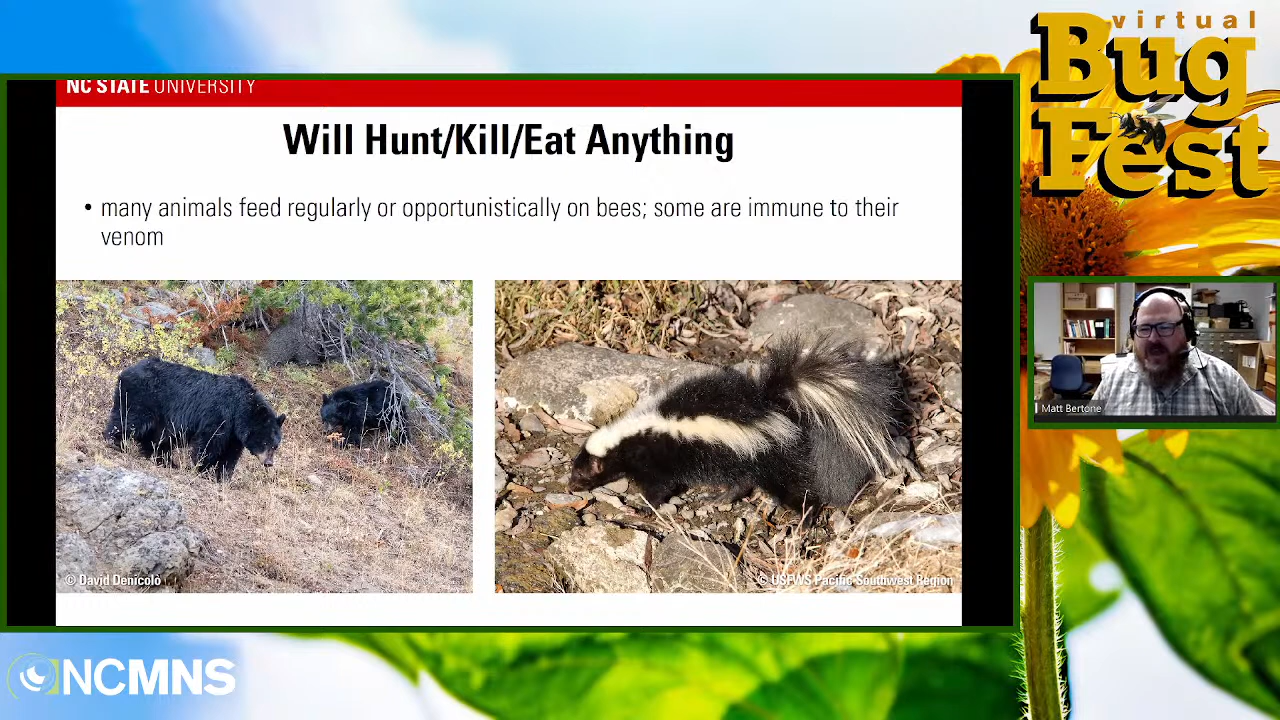 virtual
Bug
Fest
NC STATE UNIVERSITY
Will Hunt/Kill/Eat Anything
• many animals feed regularly or opportunistically on bees; some are immune to their
venom
© David Denicolò
© USFWS Pacific Southwest Region
Matt Bertone
NCMNS